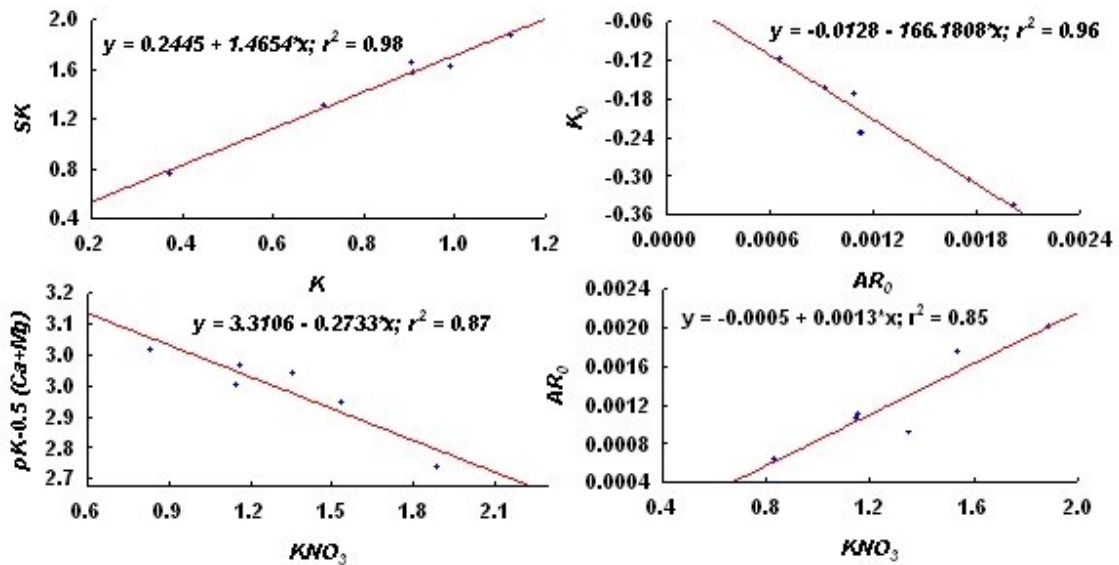 2.0
1.6
1.2
0.8
0.4
SK
y = 0.2445 + 1.4654*x; r² = 0.98
0.2 0.4 0.6 0.8 1.0 1.2
K
-0.06
-0.12
-0.18
-0.24
-0.30
-0.36
K₀
y = -0.0128 - 166.1808*x; r² = 0.96
0.0000 0.0006 0.0012 0.0018 0.0024
AR₀
3.2
3.1
3.0
3.0
2.9
2.8
2.7
pK-0.5 (Ca+Mg)
y = 3.3106 - 0.2733*x; r² = 0.87
0.6 0.9 1.2 1.5 1.8 2.1
KNO₃
0.0024
0.0020
0.0016
0.0012
0.0008
0.0004
AR₀
y = -0.0005 + 0.0013*x; r² = 0.85
0.4 0.8 1.2 1.6 2.0
KNO₃